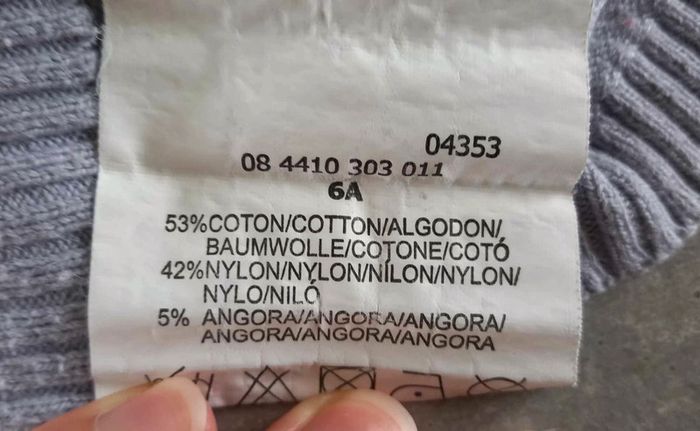 04353
08 4410 303 011
6A
53%COTON/COTTON/ALGODON/
BAUMWOLLE/COTONE/COTÓ
42%NYLON/NYLON/NILON/NYLON/
NYLO/NILÓ
5% ANGORA/ANGORA/ANGORA/
ANGORA/ANGORA/ANGORA